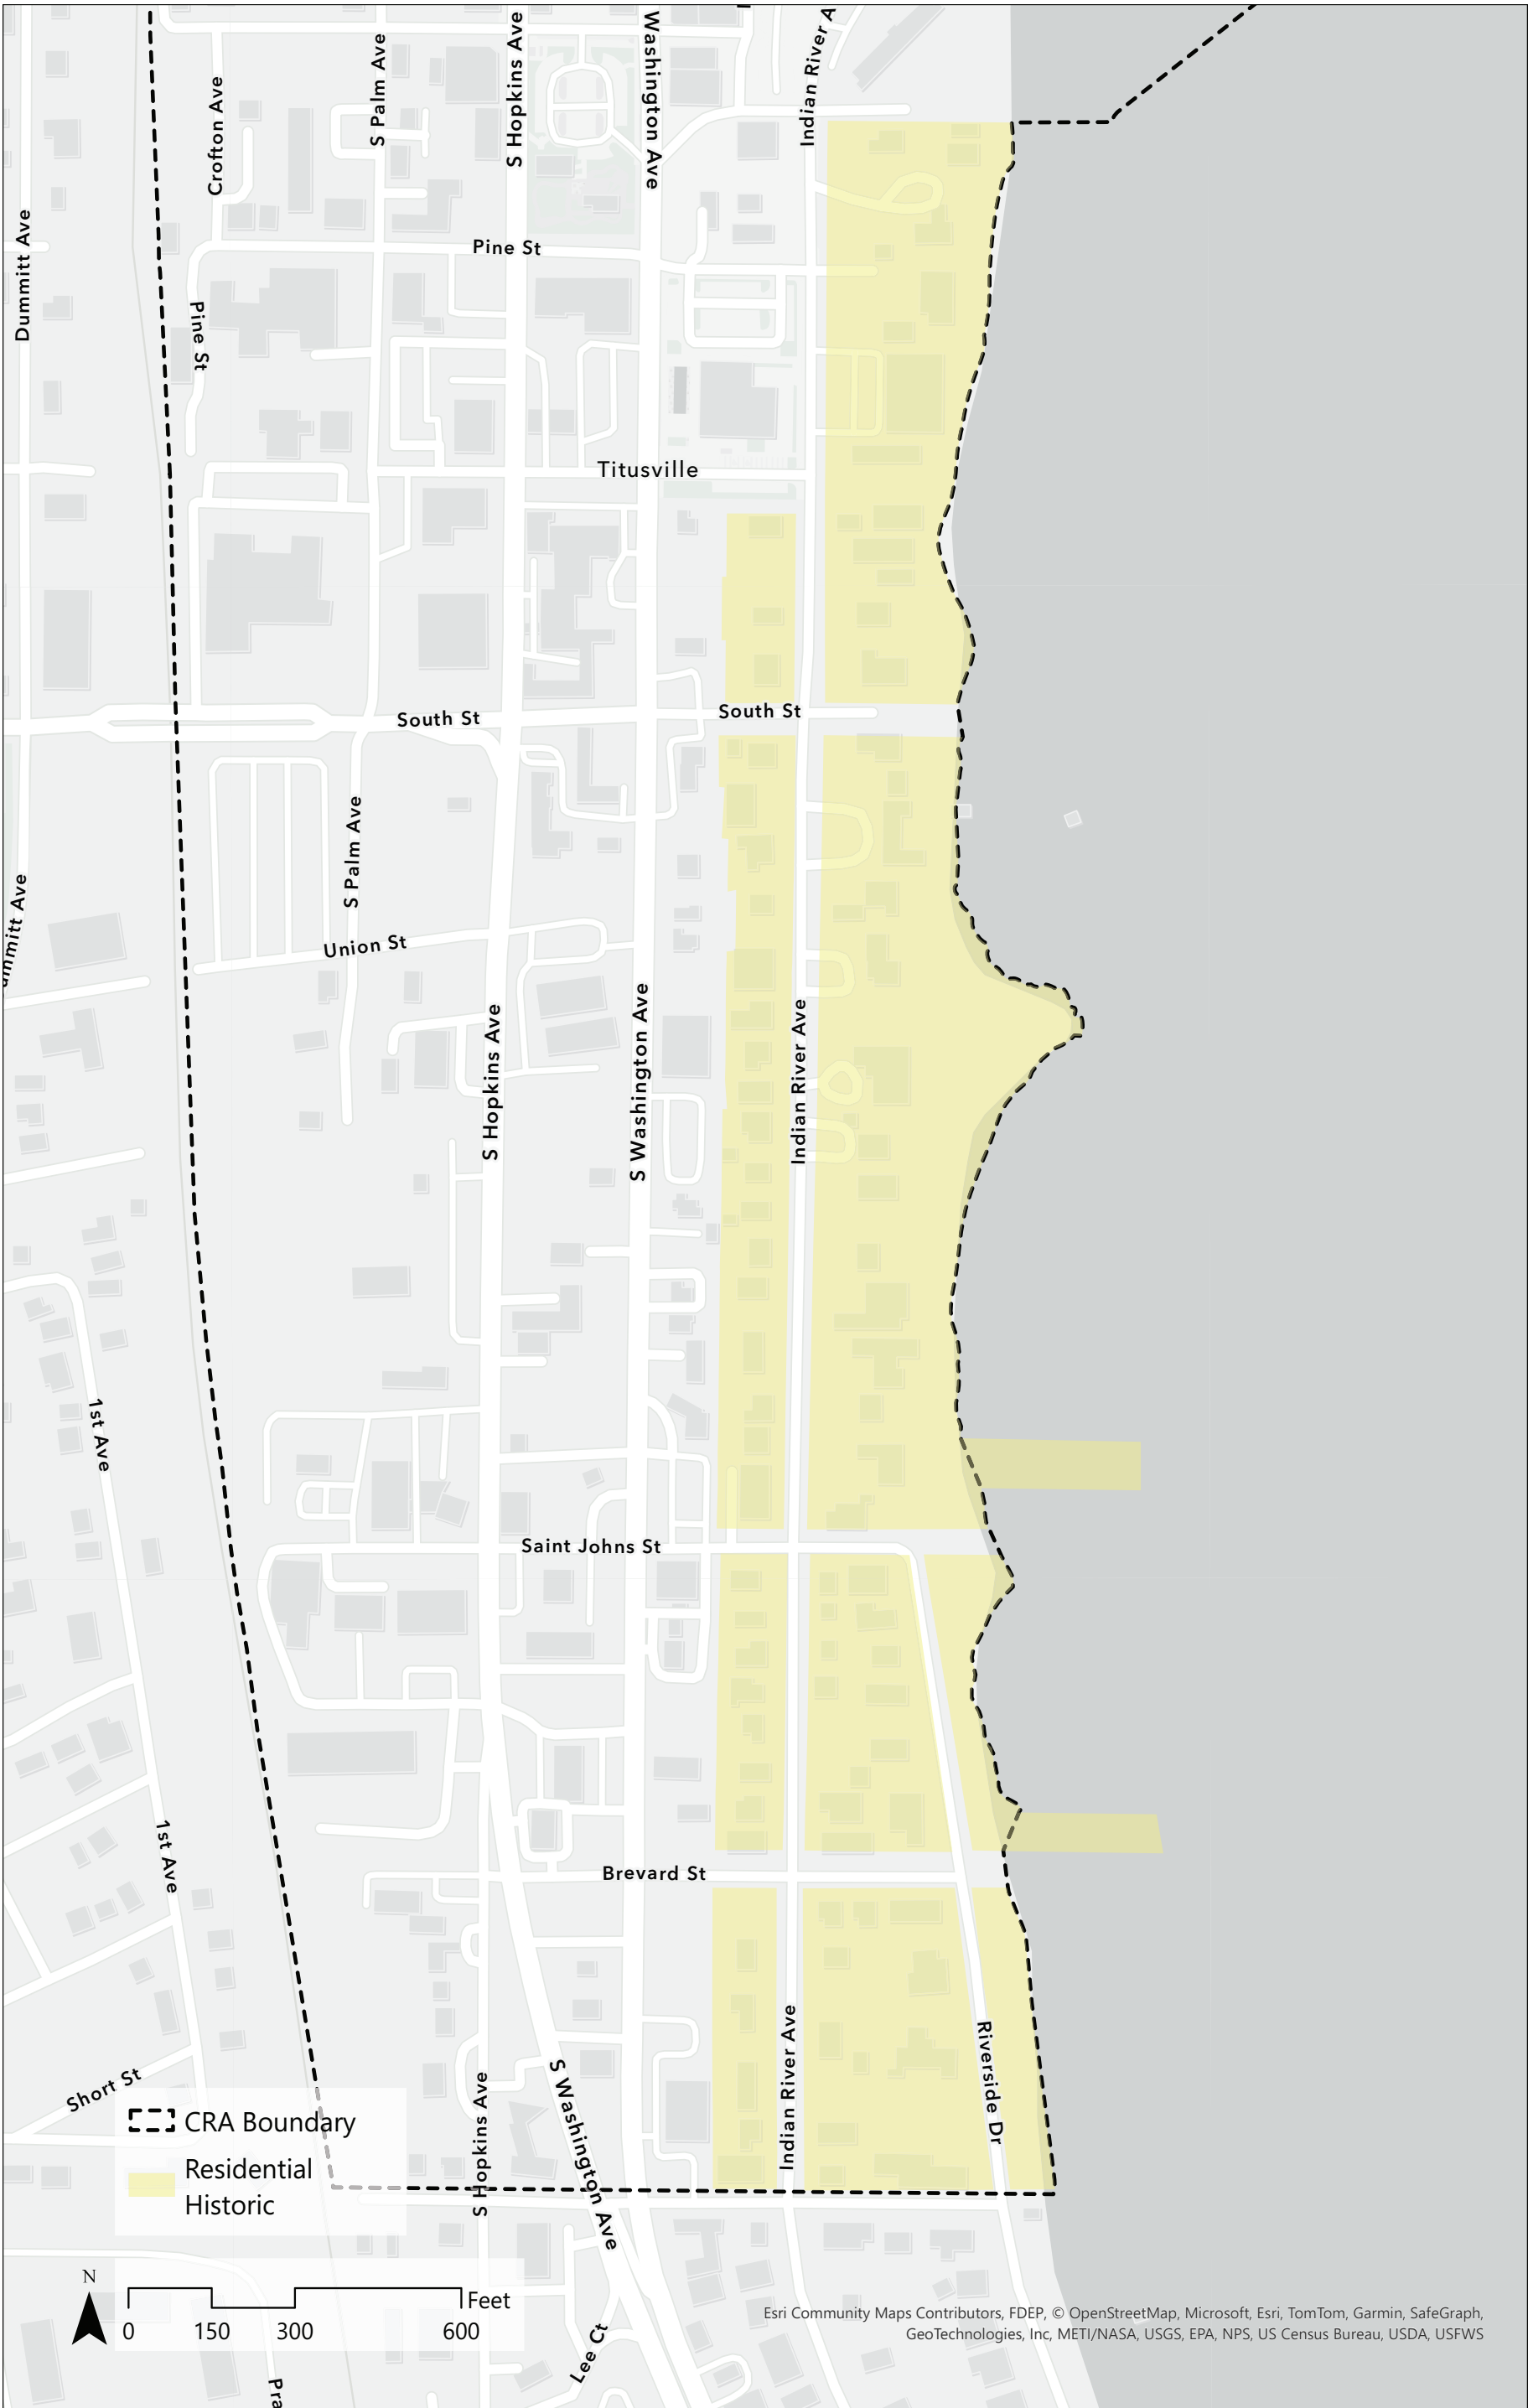 S Hopkins Ave
Washington Ave
Indian River A
S Palm Ave
Crofton Ave
Dummitt Ave
Pine St
Pine St
Titusville
South St
South St
S Palm Ave
ummitt Ave
Union St
S Hopkins Ave
S Washington Ave
Indian River Ave
1st Ave
Saint Johns St
1st Ave
Brevard St
Indian River Ave
Riverside Dr
S Washington Ave
S Hopkins Ave
Short St
CRA Boundary
Residential
Historic
N
Feet
0 150 300 600
Lee Ct
Pra
Esri Community Maps Contributors, FDEP, © OpenStreetMap, Microsoft, Esri, TomTom, Garmin, SafeGraph,
GeoTechnologies, Inc, METI/NASA, USGS, EPA, NPS, US Census Bureau, USDA, USFWS